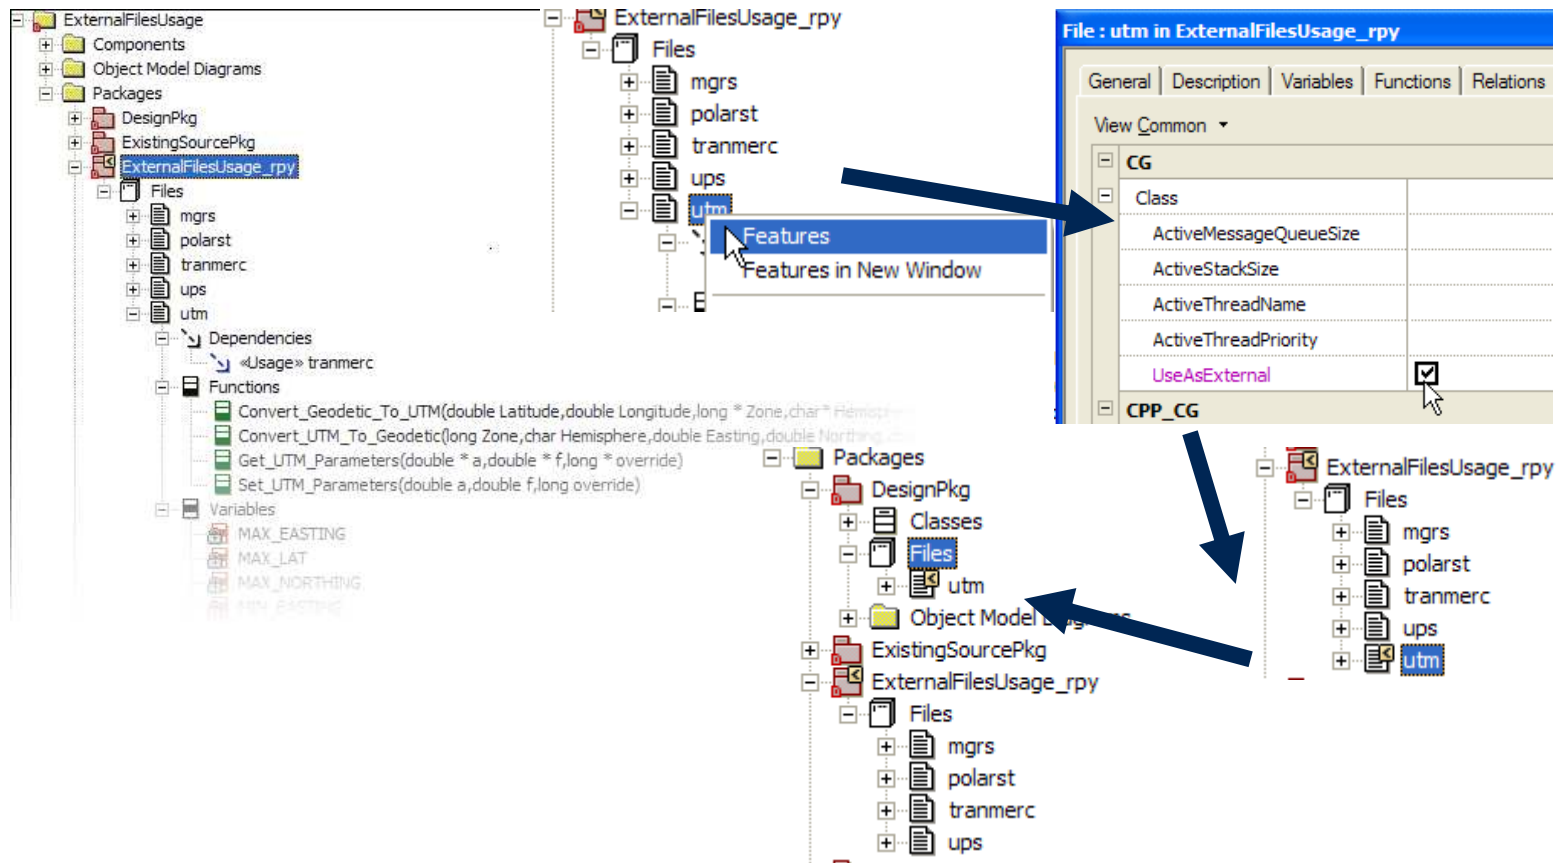 ExternalFilesUsage
Components
Object Model Diagrams
Packages
DesignPkg
ExistingSourcePkg
ExternalFilesUsage_rpy
Files
mgrs
polarst
tranmerc
ups
utm
Dependencies
«Usage» tranmerc
Functions
Convert_Geodetic_To_UTM(double Latitude,double Longitude,long * Zone,char* Hemisphere
Convert_UTM_To_Geodetic(long Zone,char Hemisphere,double Easting,double Northing
Get_UTM_Parameters(double * a,double * f,long * override)
Set_UTM_Parameters(double a,double f,long override)
Variables
MAX_EASTING
MAX_LAT
MAX_NORTHING
MIN_EASTING
ExternalFilesUsage_rpy
Files
mgrs
polarst
tranmerc
ups
utm
Features
Features in New Window
File : utm in ExternalFilesUsage_rpy
General Description Variables Functions Relations
View Common
CG
Class
ActiveMessageQueueSize
ActiveStackSize
ActiveThreadName
ActiveThreadPriority
UseAsExternal
CPP_CG
ExternalFilesUsage_rpy
Files
mgrs
polarst
tranmerc
ups
utm
Packages
DesignPkg
Classes
Files
utm
Object Model Diagrams
ExistingSourcePkg
ExternalFilesUsage_rpy
Files
mgrs
polarst
tranmerc
ups